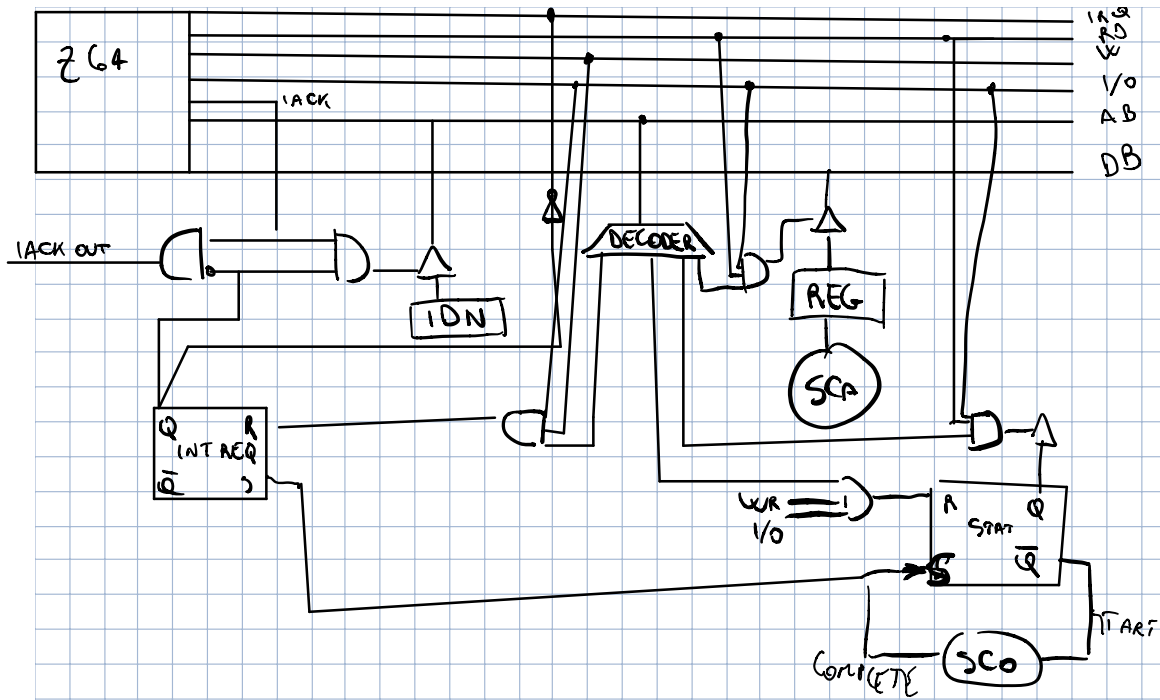 IRQ
RD
W
I/O
AB
DB
Z64
IACK
IACK OUT
DECODER
IDN
REG
SCA
Q R
INT REQ
WR
I/O
R Q
STAT
S Q̅
START
COMPLETE
SCO